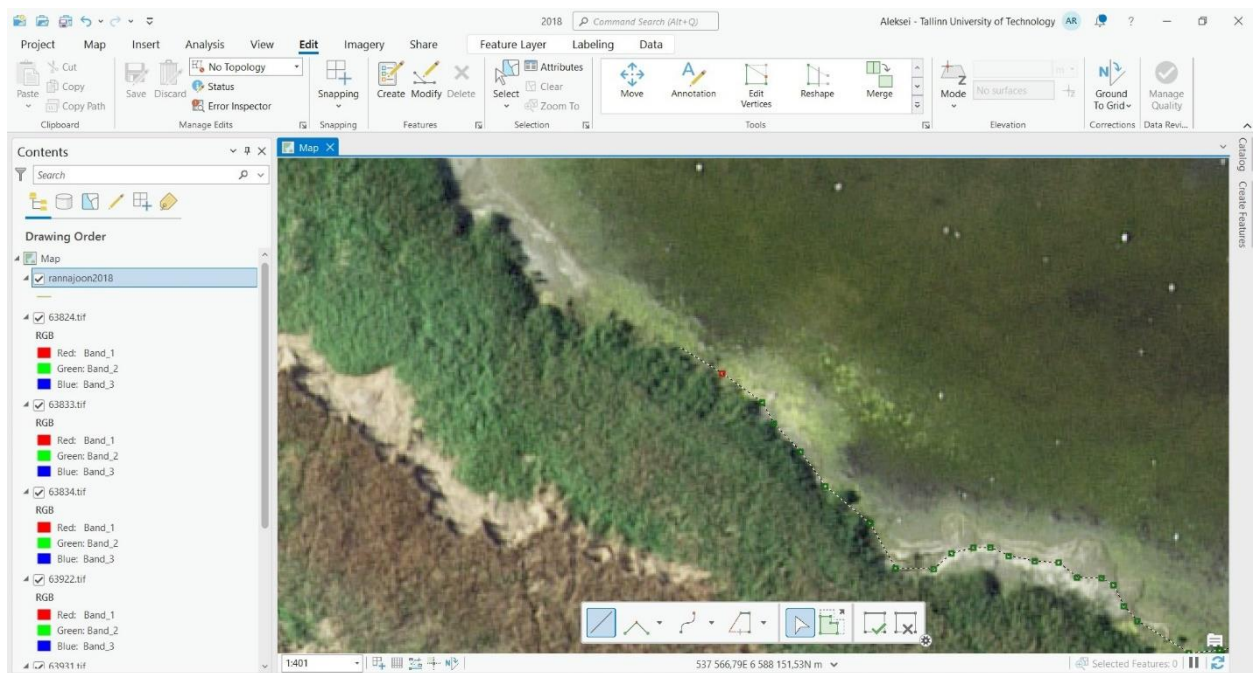 2018
Command Search (Alt+Q)
Aleksei - Tallinn University of Technology
AR
?
Project Map Insert Analysis View Edit Imagery Share Feature Layer Labeling Data
Paste
Cut
Copy
Copy Path
Clipboard
Save Discard
No Topology
Status
Error Inspector
Manage Edits
Snapping
Snapping
Create Modify Delete
Features
Select
Attributes
Clear
Zoom To
Selection
Move Annotation Edit Vertices Reshape Merge
Tools
Mode
No surfaces
Elevation
Ground To Grid
Corrections
Manage Quality
Data Revi...
Contents
Search
Drawing Order
Map
rannajoon2018
63824.tif
RGB
Red: Band_1
Green: Band_2
Blue: Band_3
63833.tif
RGB
Red: Band_1
Green: Band_2
Blue: Band_3
63834.tif
RGB
Red: Band_1
Green: Band_2
Blue: Band_3
63922.tif
RGB
Red: Band_1
Green: Band_2
Blue: Band_3
63931.tif
Map
Catalog
Create Features
1:401
537 566,79E 6 588 151,53N m
Selected Features: 0